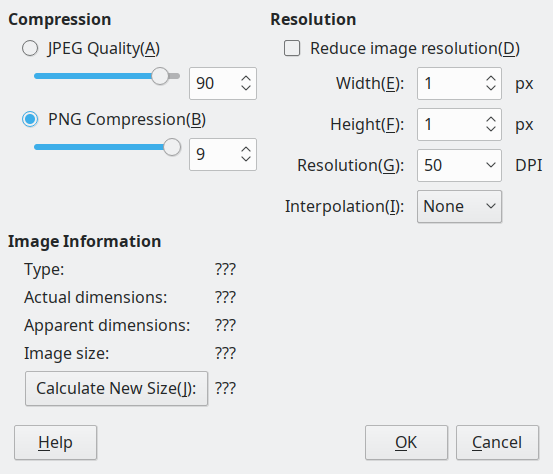 Compression
JPEG Quality(A)
90
PNG Compression(B)
9
Resolution
Reduce image resolution(D)
Width(E): 1 px
Height(F): 1 px
Resolution(G): 50 DPI
Interpolation(I): None
Image Information
Type: ???
Actual dimensions: ???
Apparent dimensions: ???
Image size: ???
Calculate New Size(J): ???
Help
OK
Cancel